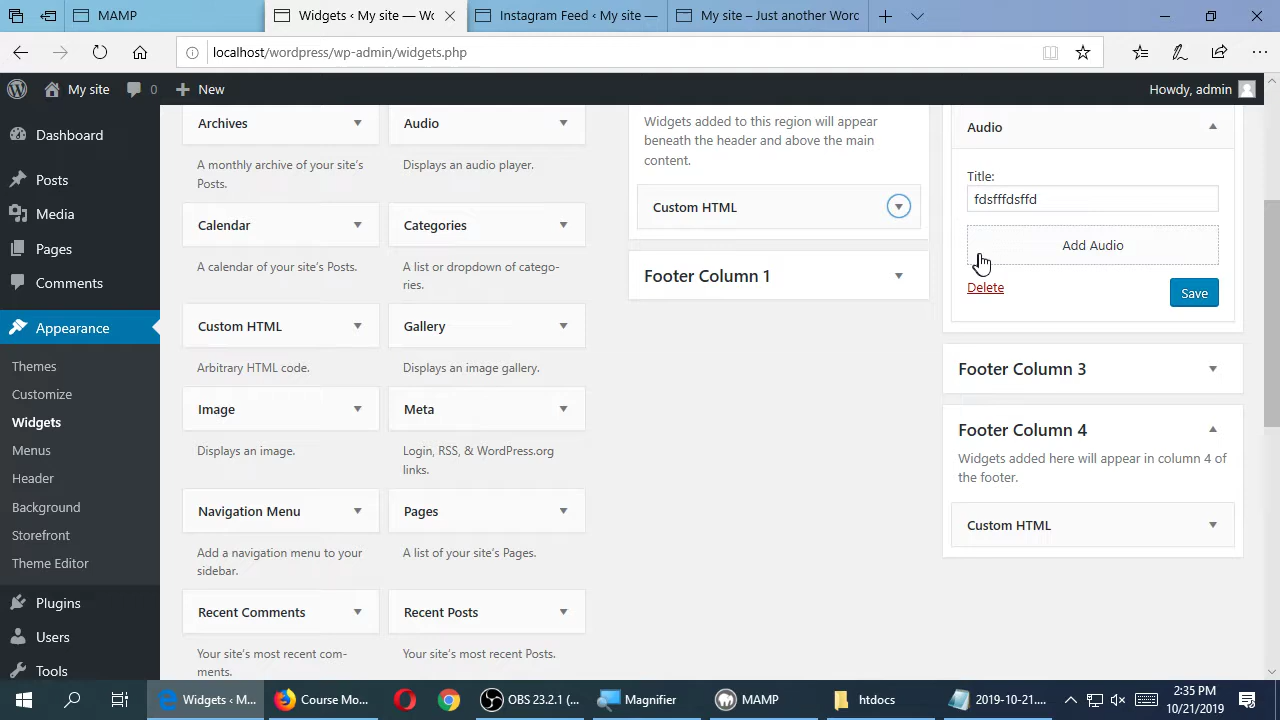 MAMP
Widgets ‹ My site — Wo
Instagram Feed ‹ My site —
My site – Just another Worc
localhost/wordpress/wp-admin/widgets.php
My site
0
New
Howdy, admin
Dashboard
Posts
Media
Pages
Comments
Appearance
Themes
Customize
Widgets
Menus
Header
Background
Storefront
Theme Editor
Plugins
Users
Tools
Archives
A monthly archive of your site's
Posts.
Audio
Displays an audio player.
Calendar
A calendar of your site's Posts.
Categories
A list or dropdown of catego-
ries.
Custom HTML
Arbitrary HTML code.
Gallery
Displays an image gallery.
Image
Displays an image.
Meta
Login, RSS, & WordPress.org
links.
Navigation Menu
Add a navigation menu to your
sidebar.
Pages
A list of your site's Pages.
Recent Comments
Your site's most recent com-
ments.
Recent Posts
Your site's most recent Posts.
Widgets added to this region will appear
beneath the header and above the main
content.
Custom HTML
Footer Column 1
Audio
Title:
fdsfffdsffd
Add Audio
Delete
Save
Footer Column 3
Footer Column 4
Widgets added here will appear in column 4 of
the footer.
Custom HTML
Widgets ‹ M...
Course Mo...
OBS 23.2.1 (...
Magnifier
MAMP
htdocs
2019-10-21....
2:35 PM
10/21/2019